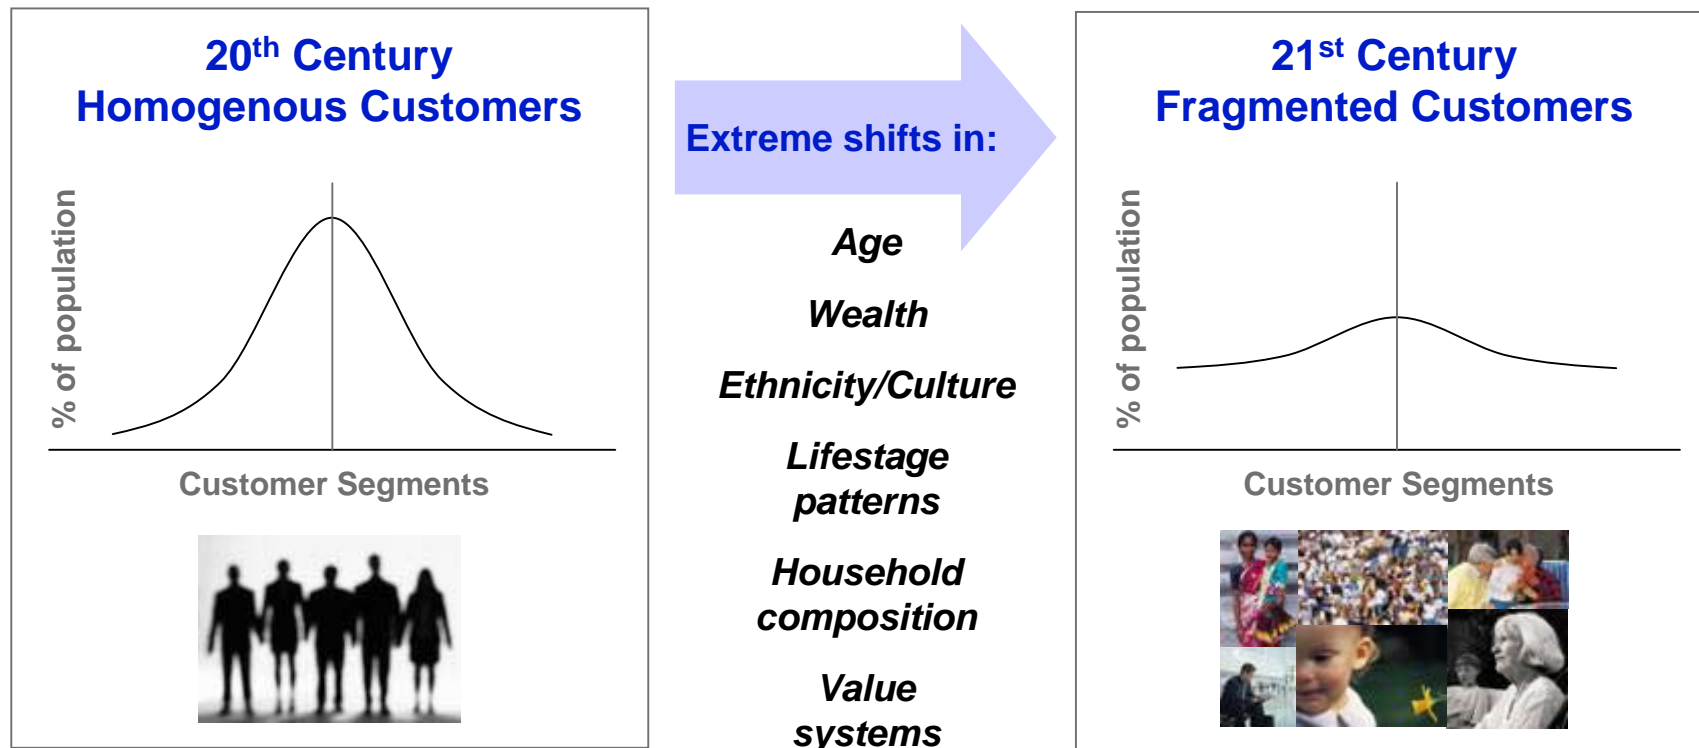 20th Century
Homogenous Customers
% of population
Customer Segments
Extreme shifts in:
Age
Wealth
Ethnicity/Culture
Lifestage
patterns
Household
composition
Value
systems
21st Century
Fragmented Customers
% of population
Customer Segments